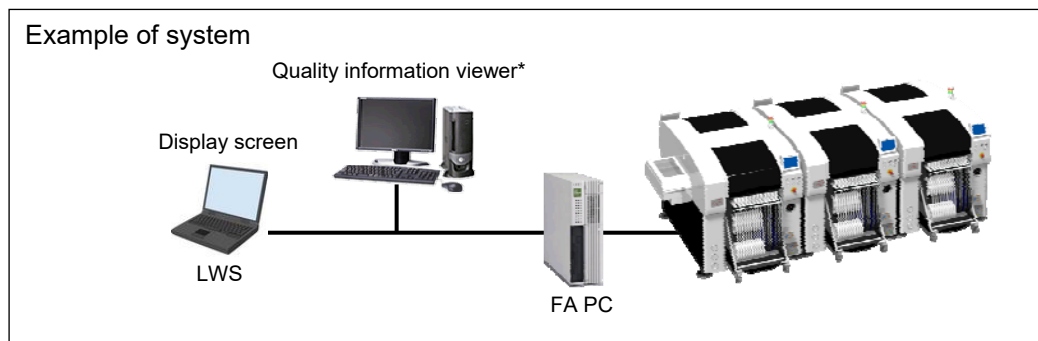 Example of system
Quality information viewer*
Display screen
LWS
FA PC